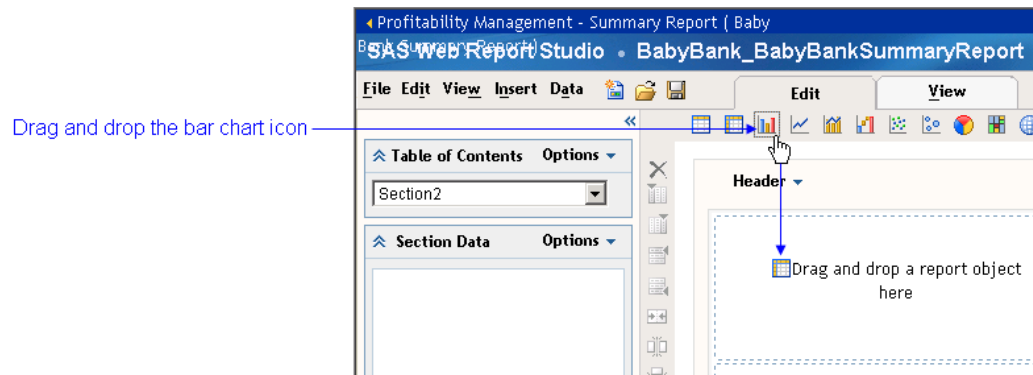 Profitability Management - Summary Report ( Baby
Bank Summary Report )
SAS Web Report Studio • BabyBank_BabyBankSummaryReport
File Edit View Insert Data
Edit
View
Drag and drop the bar chart icon
Table of Contents Options
Header
Section2
Section Data Options
Drag and drop a report object
here